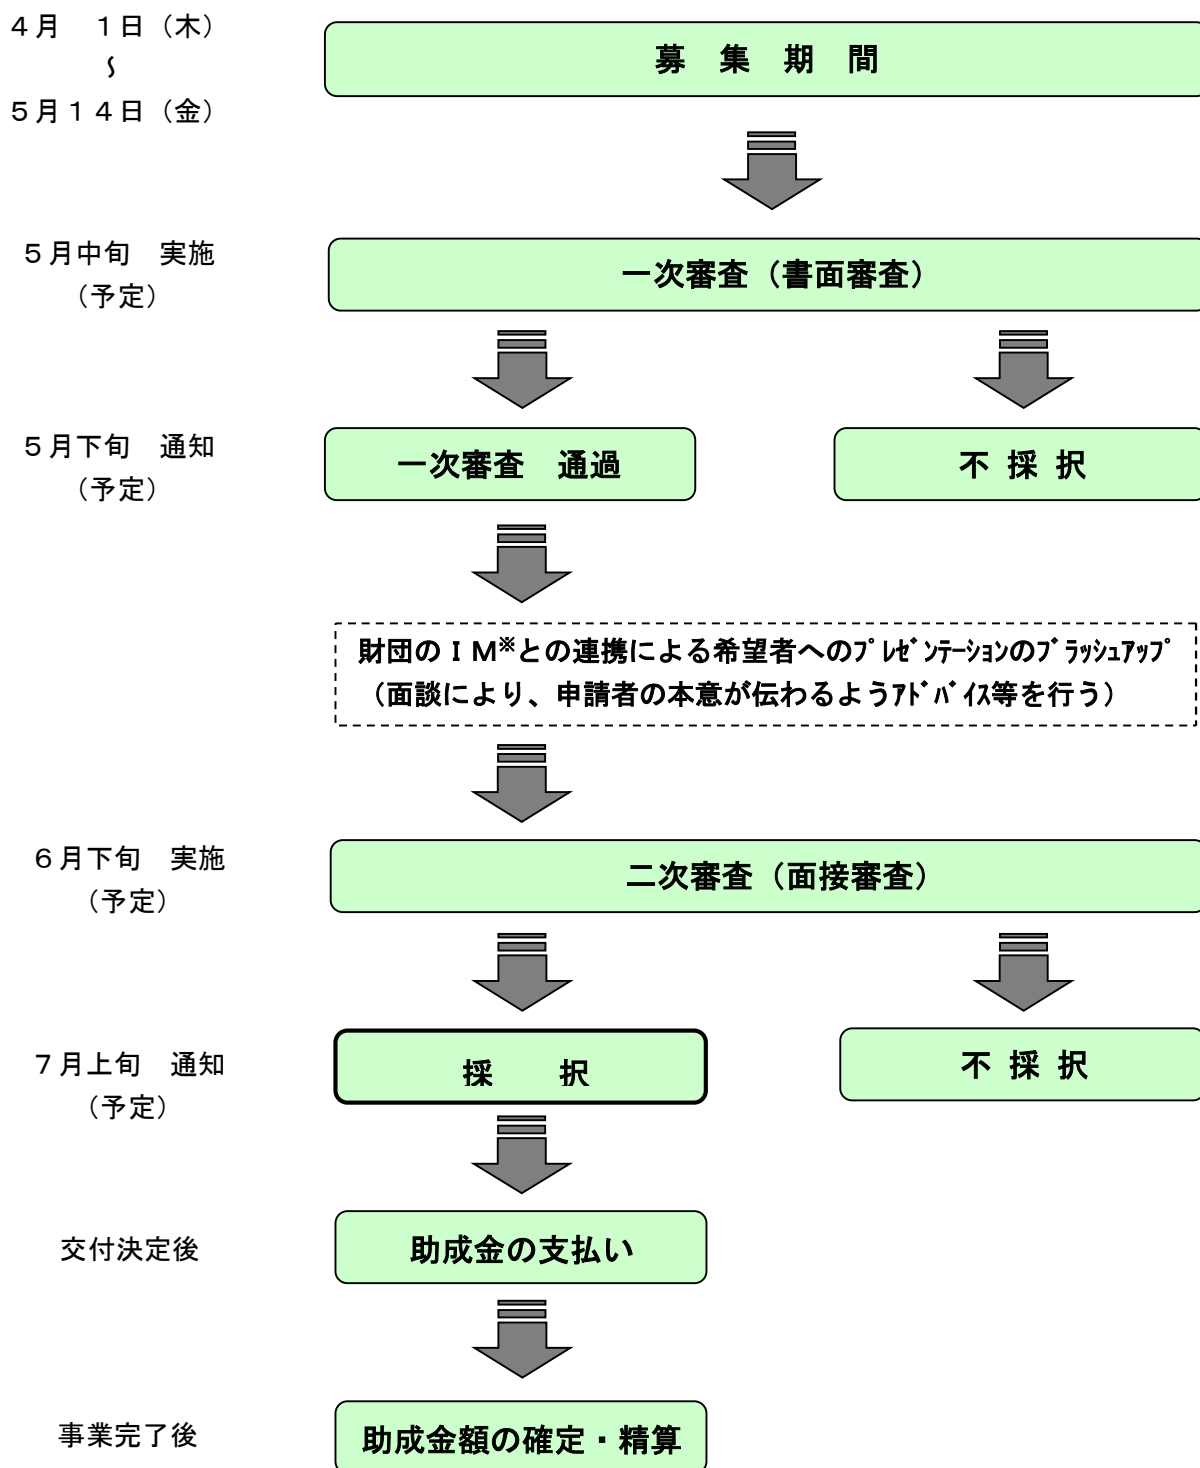 ４月　１日（木）
～
５月１４日（金）
募　集　期　間
５月中旬　実施
（予定）
一次審査（書面審査）
５月下旬　通知
（予定）
一次審査　通過
不 採 択
財団のＩＭ※との連携による希望者へのﾌﾟﾚｾﾞﾝﾃｰｼｮﾝのﾌﾞﾗｯｼｭｱｯﾌﾟ
（面談により、申請者の本意が伝わるようｱﾄﾞﾊﾞｲｽ等を行う）
６月下旬　実施
（予定）
二次審査（面接審査）
７月上旬　通知
（予定）
採　　択
不 採 択
交付決定後
助成金の支払い
事業完了後
助成金額の確定・精算